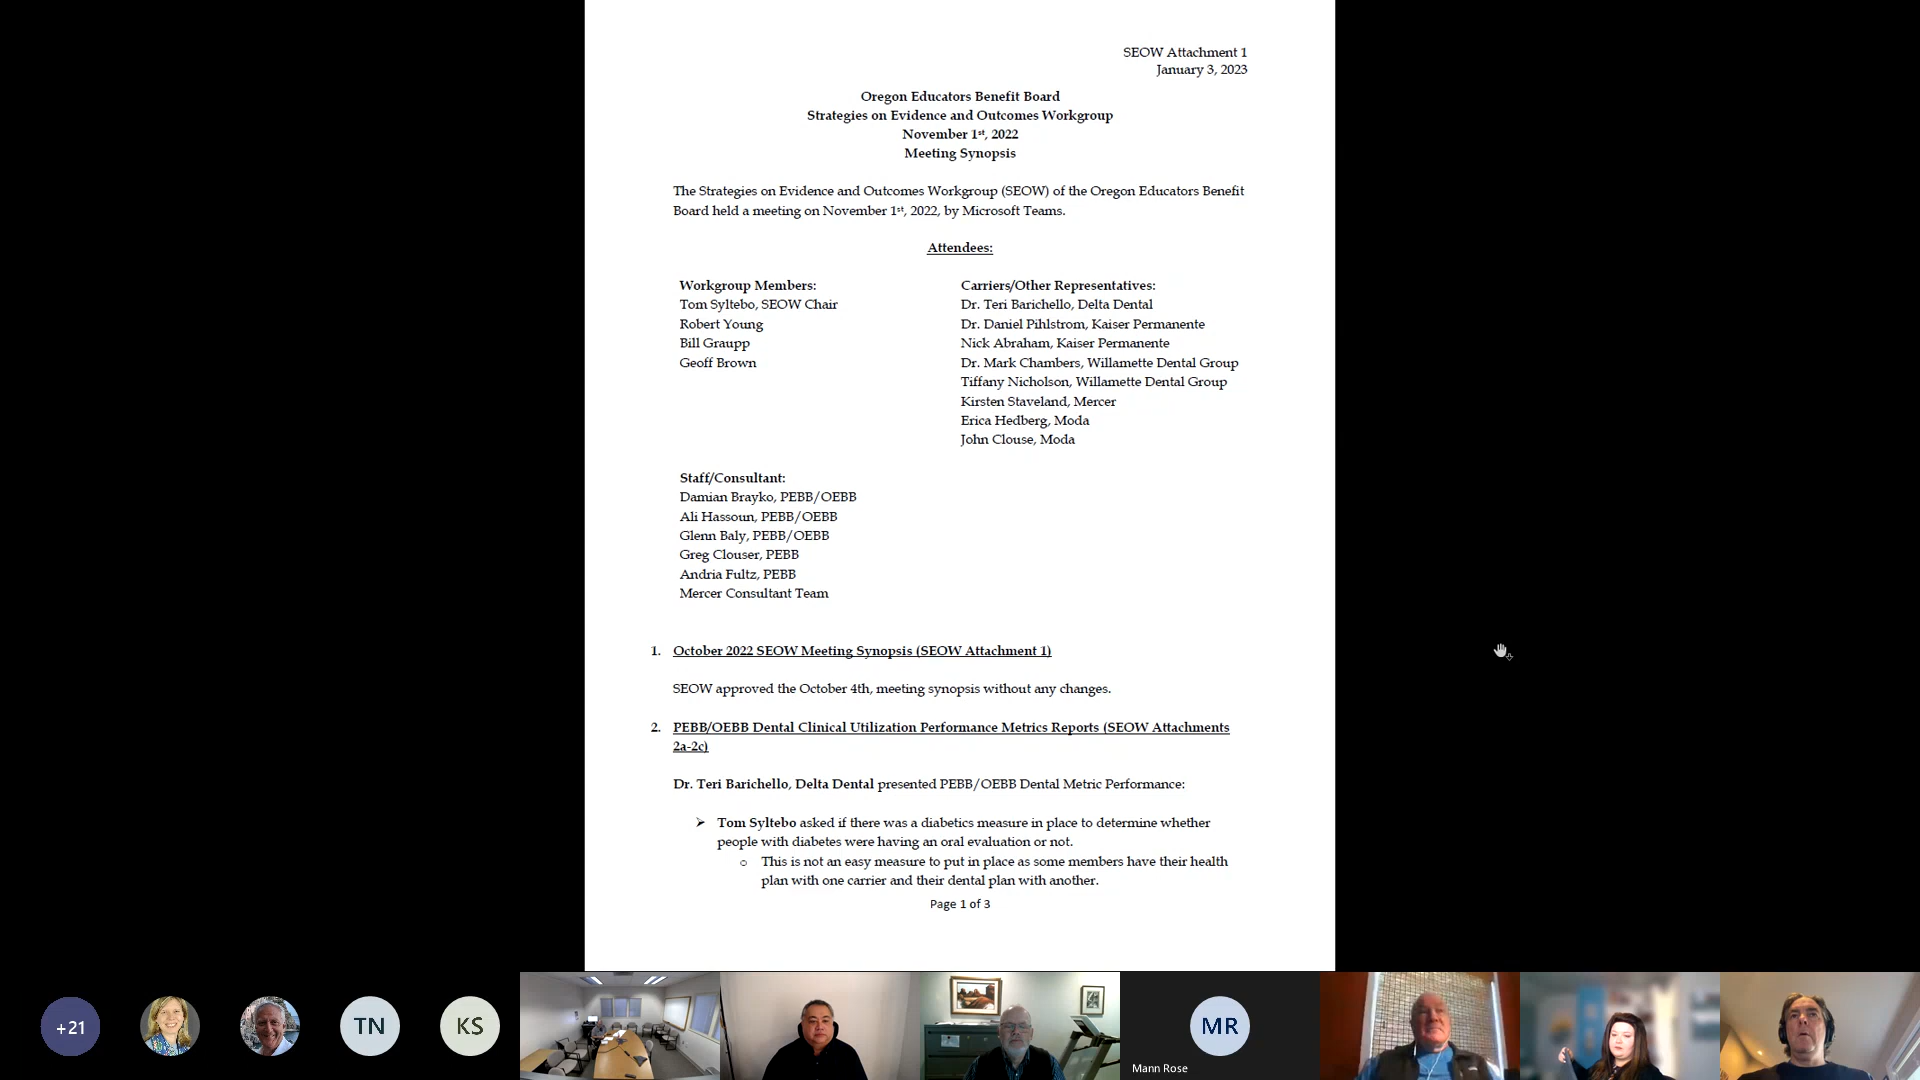 SEOW Attachment 1
January 3, 2023
Oregon Educators Benefit Board
Strategies on Evidence and Outcomes Workgroup
November 1st, 2022
Meeting Synopsis
The Strategies on Evidence and Outcomes Workgroup (SEOW) of the Oregon Educators Benefit
Board held a meeting on November 1st, 2022, by Microsoft Teams.
Attendees:
Workgroup Members:
Tom Syltebo, SEOW Chair
Robert Young
Bill Graupp
Geoff Brown
Carriers/Other Representatives:
Dr. Teri Barichello, Delta Dental
Dr. Daniel Pihlstrom, Kaiser Permanente
Nick Abraham, Kaiser Permanente
Dr. Mark Chambers, Willamette Dental Group
Tiffany Nicholson, Willamette Dental Group
Kirsten Staveland, Mercer
Erica Hedberg, Moda
John Clouse, Moda
Staff/Consultant:
Damian Brayko, PEBB/OEBB
Ali Hassoun, PEBB/OEBB
Glenn Baly, PEBB/OEBB
Greg Clouser, PEBB
Andria Fultz, PEBB
Mercer Consultant Team
1. October 2022 SEOW Meeting Synopsis (SEOW Attachment 1)
SEOW approved the October 4th, meeting synopsis without any changes.
2. PEBB/OEBB Dental Clinical Utilization Performance Metrics Reports (SEOW Attachments
2a-2c)
Dr. Teri Barichello, Delta Dental presented PEBB/OEBB Dental Metric Performance:
➢ Tom Syltebo asked if there was a diabetics measure in place to determine whether
people with diabetes were having an oral evaluation or not.
o This is not an easy measure to put in place as some members have their health
plan with one carrier and their dental plan with another.
Page 1 of 3
+21
TN
KS
MR
Mann Rose